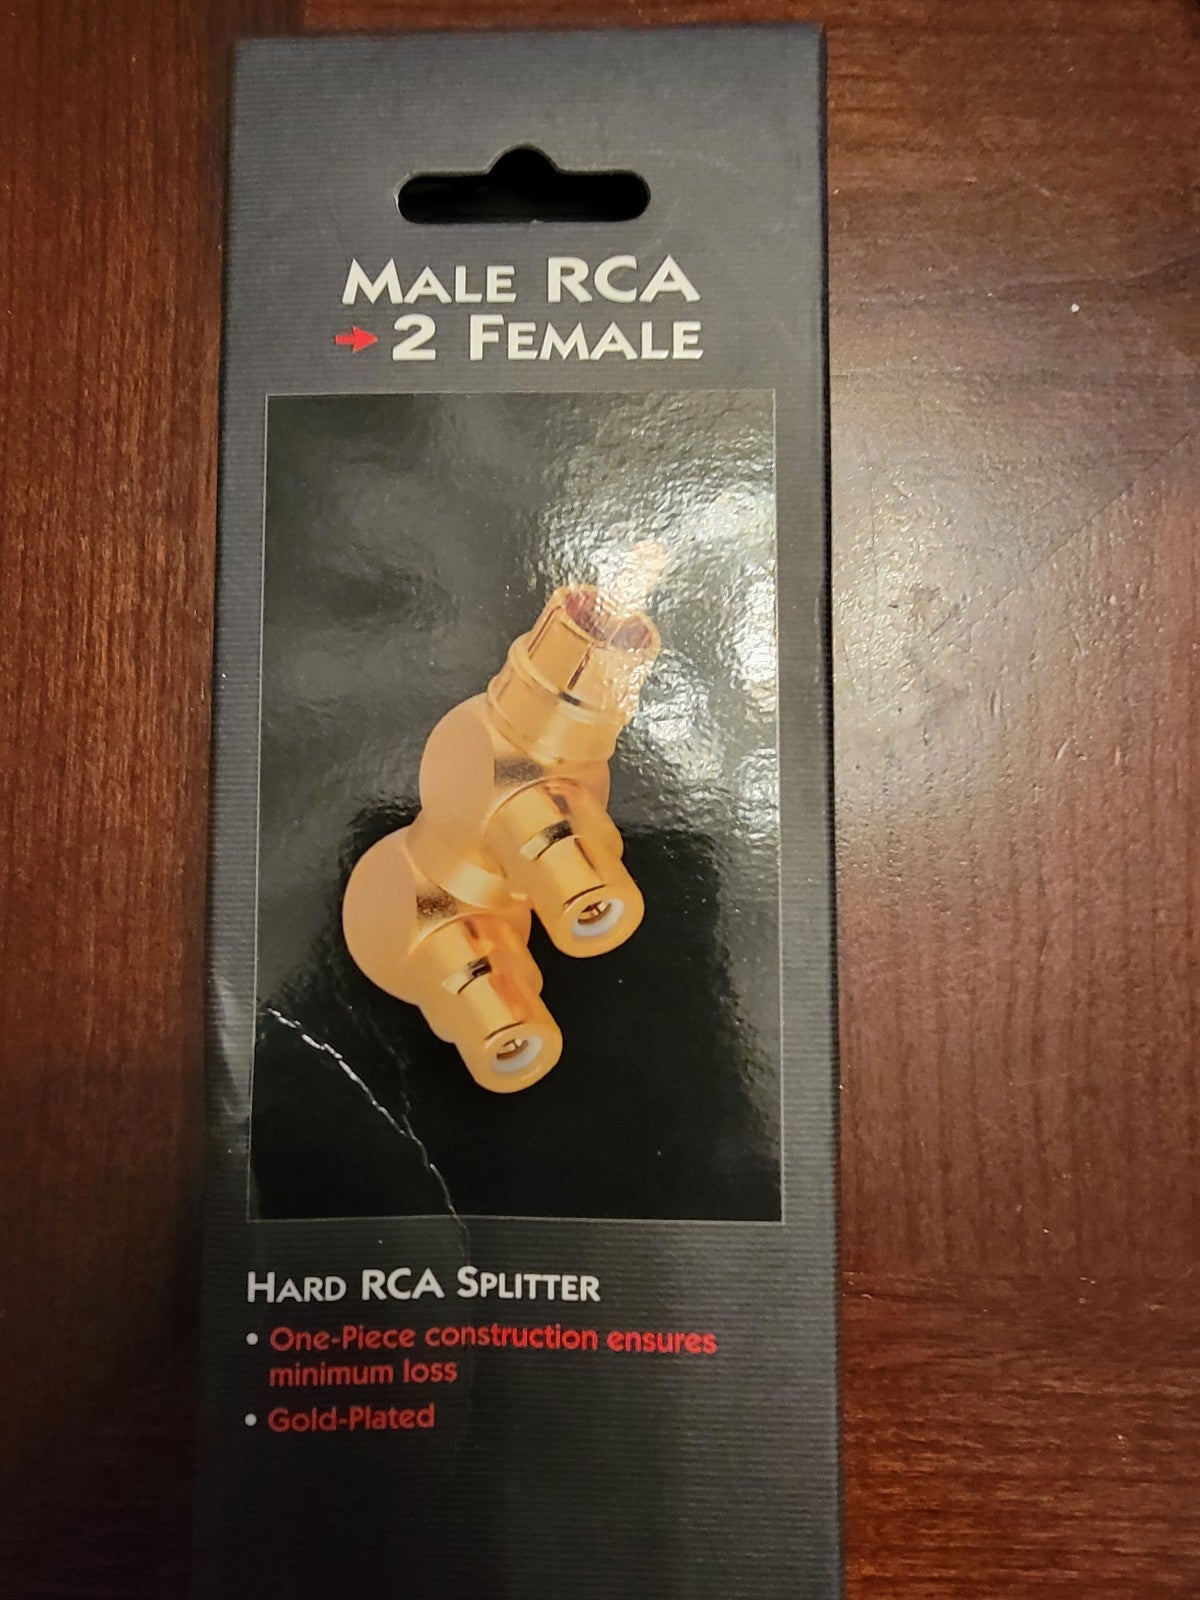 MALE RCA
2 FEMALE
HARD RCA SPLITTER
• One-Piece construction ensures
minimum loss
• Gold-Plated